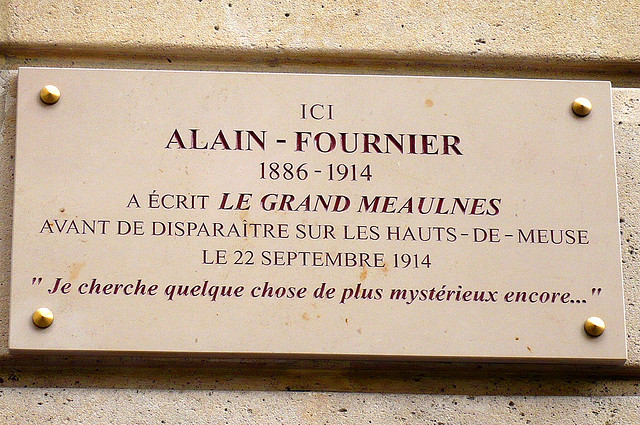 ICI
ALAIN - FOURNIER
1886 - 1914
A ÉCRIT LE GRAND MEAULNES
AVANT DE DISPARAITRE SUR LES HAUTS - DE - MEUSE
LE 22 SEPTEMBRE 1914
" Je cherche quelque chose de plus mystérieux encore..."